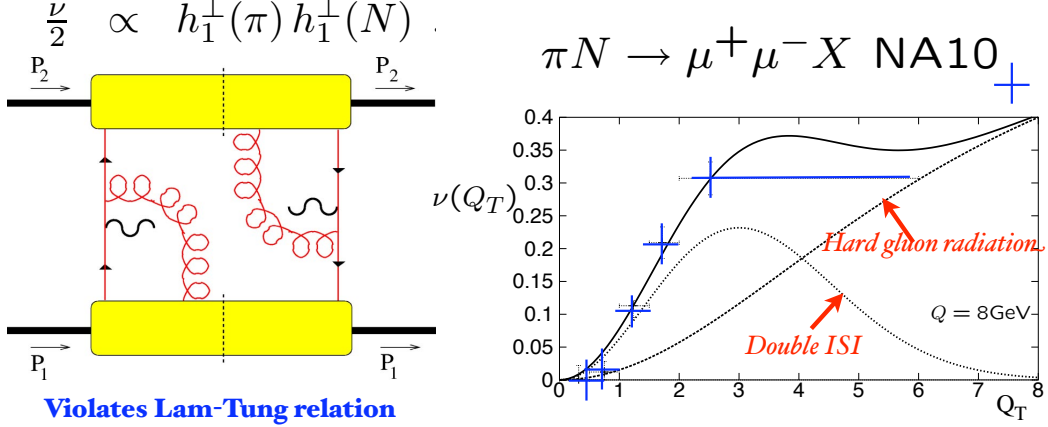 ν/2 ∝ h₁^⊥(π) h₁^⊥(N) .
P₂
P₂
P₁
P₁
Violates Lam-Tung relation
πN → μ⁺μ⁻X NA10
ν(Q_T)
0.4
0.35
0.3
0.25
0.2
0.15
0.1
0.05
0
0 1 2 3 4 5 6 7 8
Q_T
Hard gluon radiation
Double ISI
Q = 8GeV